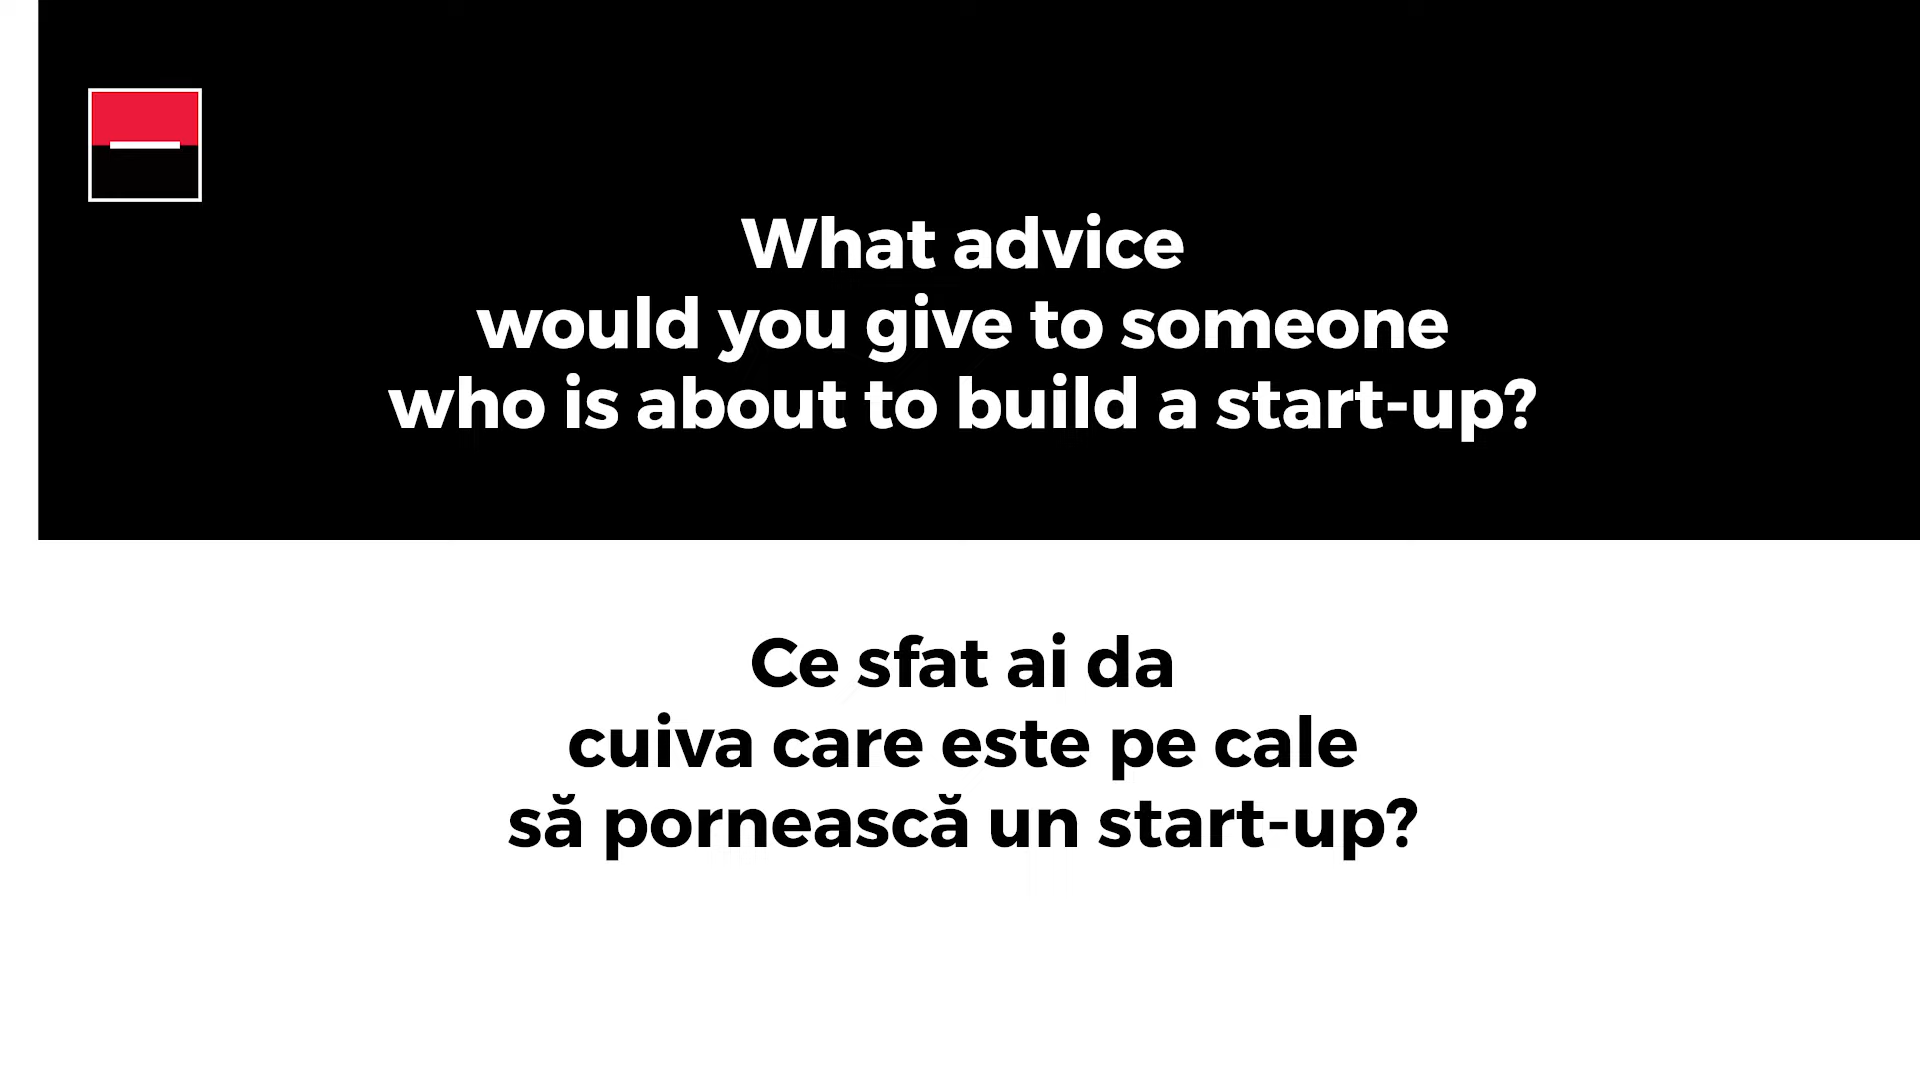 What advice
would you give to someone
who is about to build a start-up?
Ce sfat ai da
cuiva care este pe cale
să pornească un start-up?